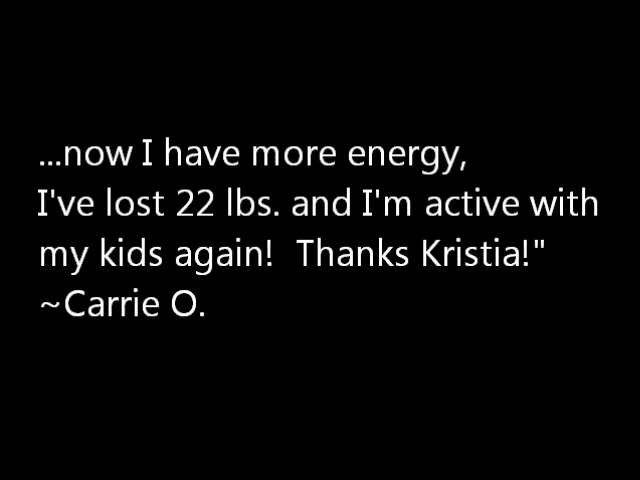 ...now I have more energy,
I've lost 22 lbs. and I'm active with
my kids again!  Thanks Kristia!"
~Carrie O.